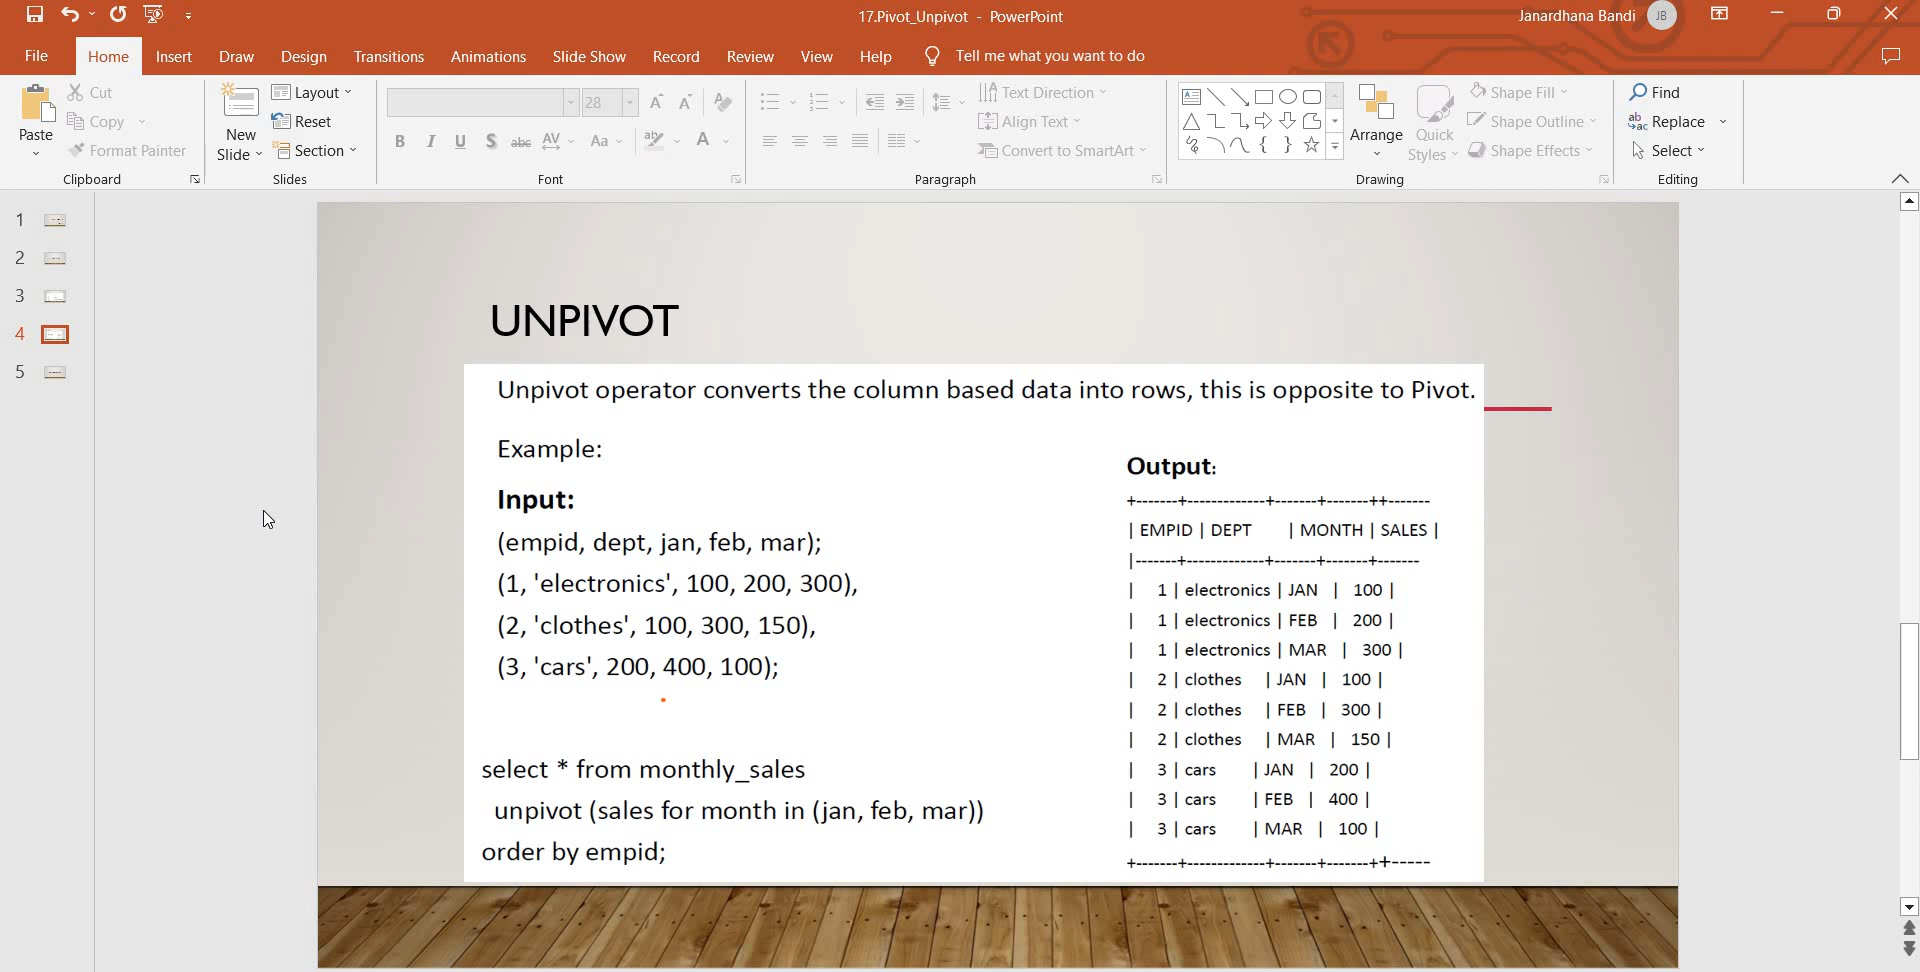 17.Pivot_Unpivot - PowerPoint
Janardhana Bandi JB
File Home Insert Draw Design Transitions Animations Slide Show Record Review View Help Tell me what you want to do
Paste
Cut
Copy
Format Painter
Clipboard
New
Slide
Layout
Reset
Section
Slides
28
B I U S abc AV Aa ab A
Font
Text Direction
Align Text
Convert to SmartArt
Paragraph
Arrange
Quick
Styles
Shape Fill
Shape Outline
Shape Effects
Drawing
Find
Replace
Select
Editing
1
2
3
4
5
UNPIVOT
Unpivot operator converts the column based data into rows, this is opposite to Pivot.
Example:
Input:
(empid, dept, jan, feb, mar);
(1, 'electronics', 100, 200, 300),
(2, 'clothes', 100, 300, 150),
(3, 'cars', 200, 400, 100);
select * from monthly_sales
unpivot (sales for month in (jan, feb, mar))
order by empid;
Output:
+-------+-------------+-------+-------++-------
| EMPID | DEPT | MONTH | SALES |
|-------+-------------+-------+-------+-------
| 1 | electronics | JAN | 100 |
| 1 | electronics | FEB | 200 |
| 1 | electronics | MAR | 300 |
| 2 | clothes | JAN | 100 |
| 2 | clothes | FEB | 300 |
| 2 | clothes | MAR | 150 |
| 3 | cars | JAN | 200 |
| 3 | cars | FEB | 400 |
| 3 | cars | MAR | 100 |
+-------+-------------+-------+-------++-----